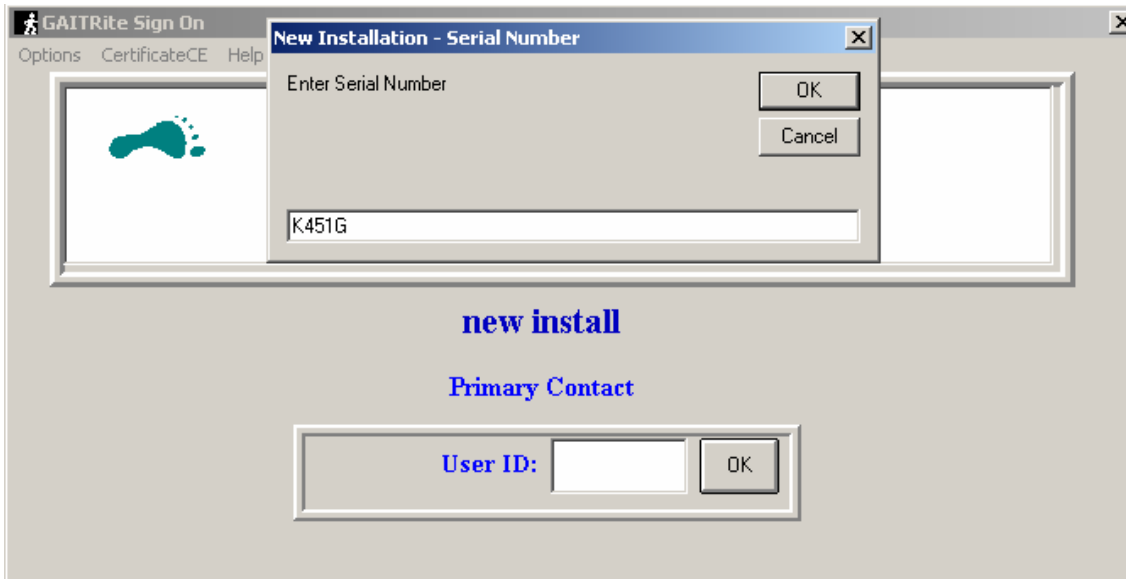 GAITRite Sign On
Options CertificateCE Help
New Installation - Serial Number
Enter Serial Number
OK
Cancel
K451G
new install
Primary Contact
User ID: OK